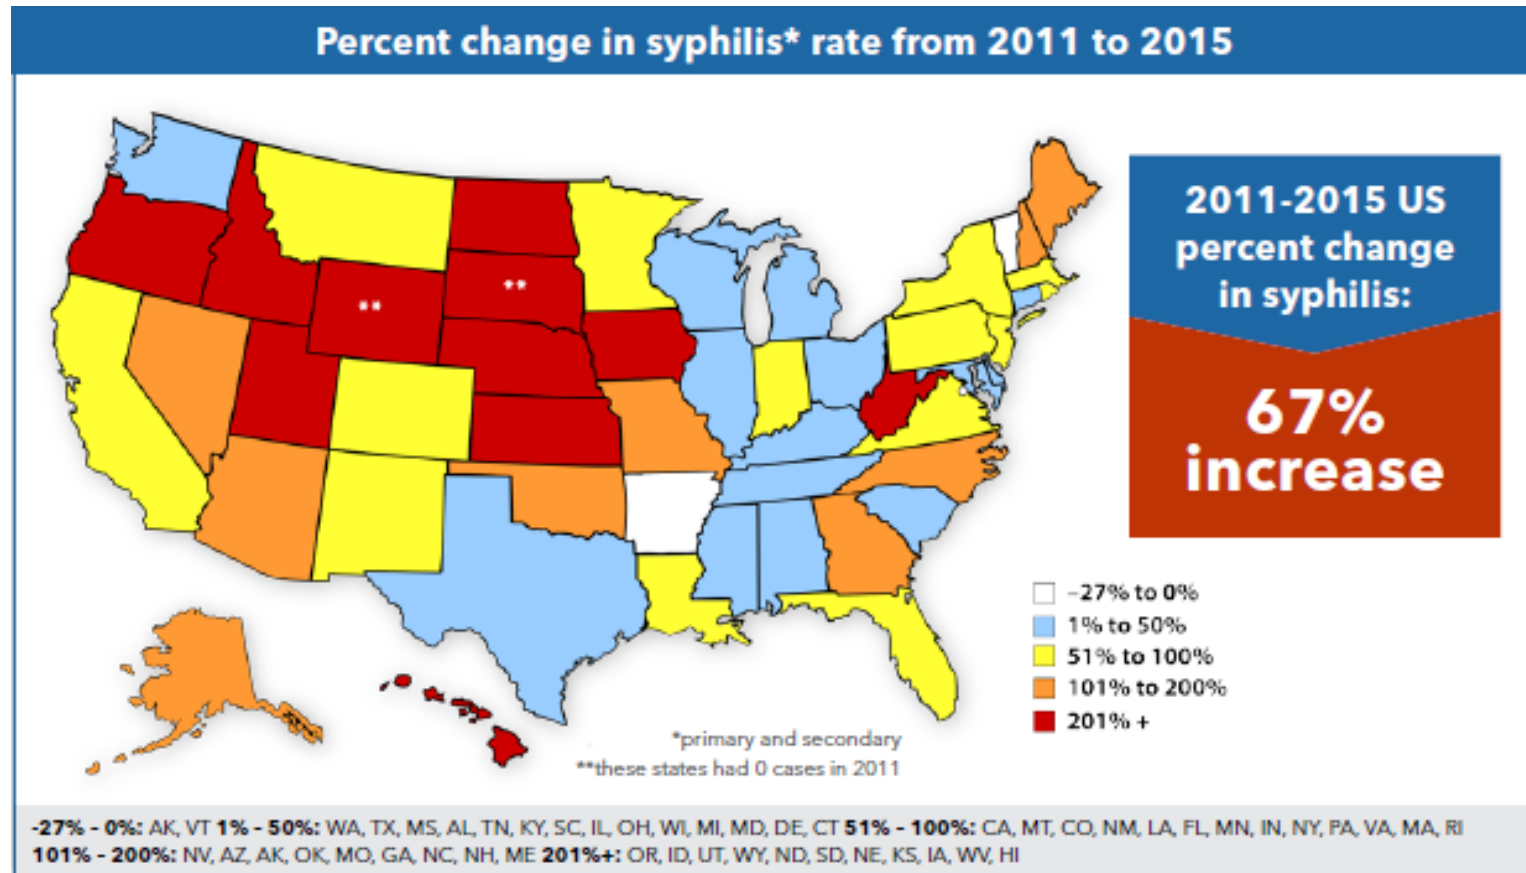 Percent change in syphilis* rate from 2011 to 2015
2011-2015 US
percent change
in syphilis:
67%
increase
**
**
–27% to 0%
1% to 50%
51% to 100%
101% to 200%
201% +
*primary and secondary
**these states had 0 cases in 2011
-27% - 0%: AK, VT 1% - 50%: WA, TX, MS, AL, TN, KY, SC, IL, OH, WI, MI, MD, DE, CT 51% - 100%: CA, MT, CO, NM, LA, FL, MN, IN, NY, PA, VA, MA, RI
101% - 200%: NV, AZ, AK, OK, MO, GA, NC, NH, ME 201%+: OR, ID, UT, WY, ND, SD, NE, KS, IA, WV, HI